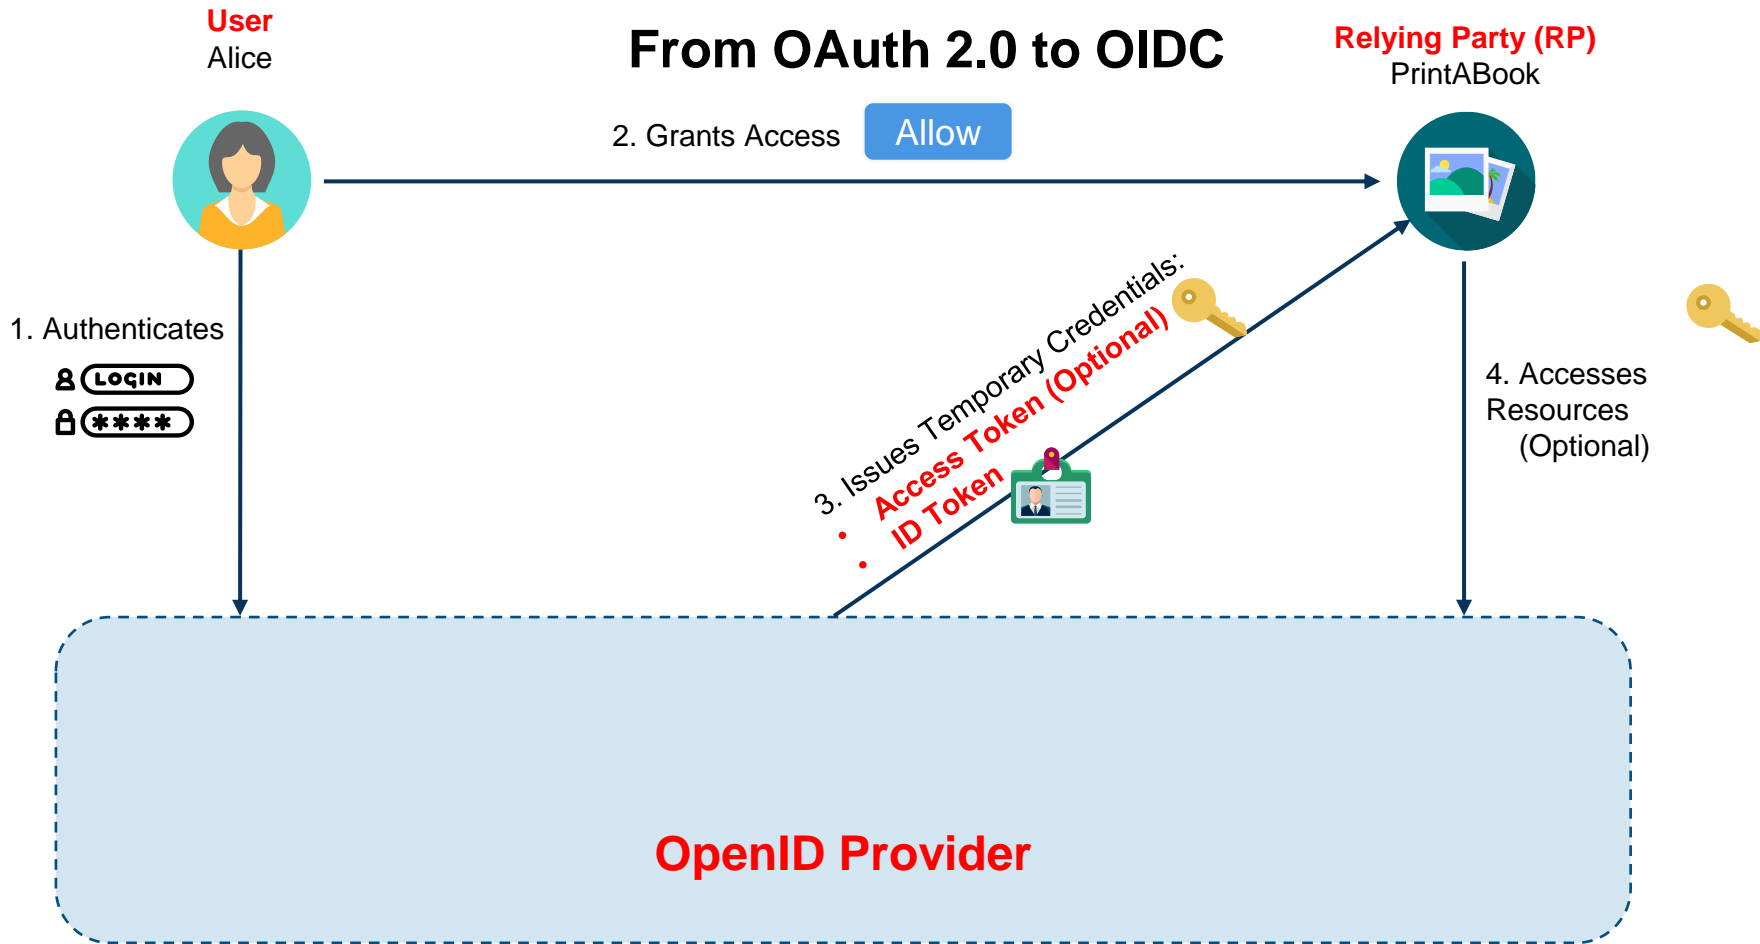 User
Alice
From OAuth 2.0 to OIDC
Relying Party (RP)
PrintABook
2. Grants Access
Allow
1. Authenticates
LOGIN
****
3. Issues Temporary Credentials:
• Access Token (Optional)
• ID Token
4. Accesses
Resources
(Optional)
OpenID Provider